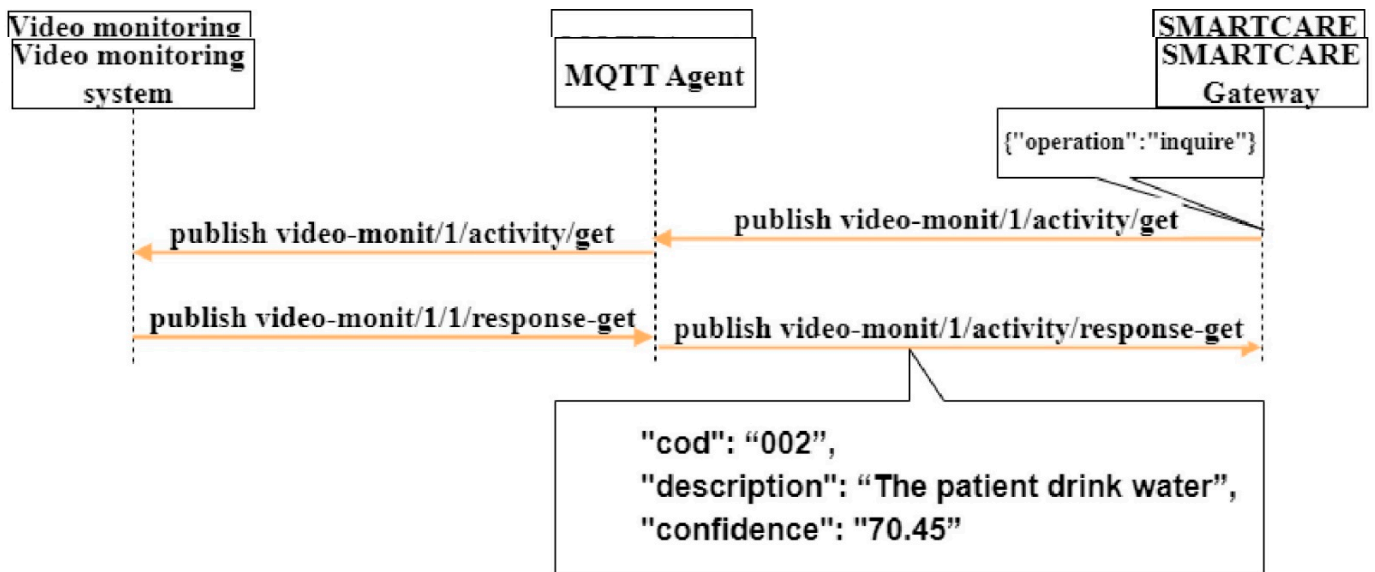 Video monitoring
SMARTCARE
Video monitoring
system
MQTT Agent
SMARTCARE
Gateway
{"operation":"inquire"}
publish video-monit/1/activity/get
publish video-monit/1/activity/get
publish video-monit/1/1/response-get
publish video-monit/1/activity/response-get
"cod": “002”,
"description": “The patient drink water”,
"confidence": "70.45”